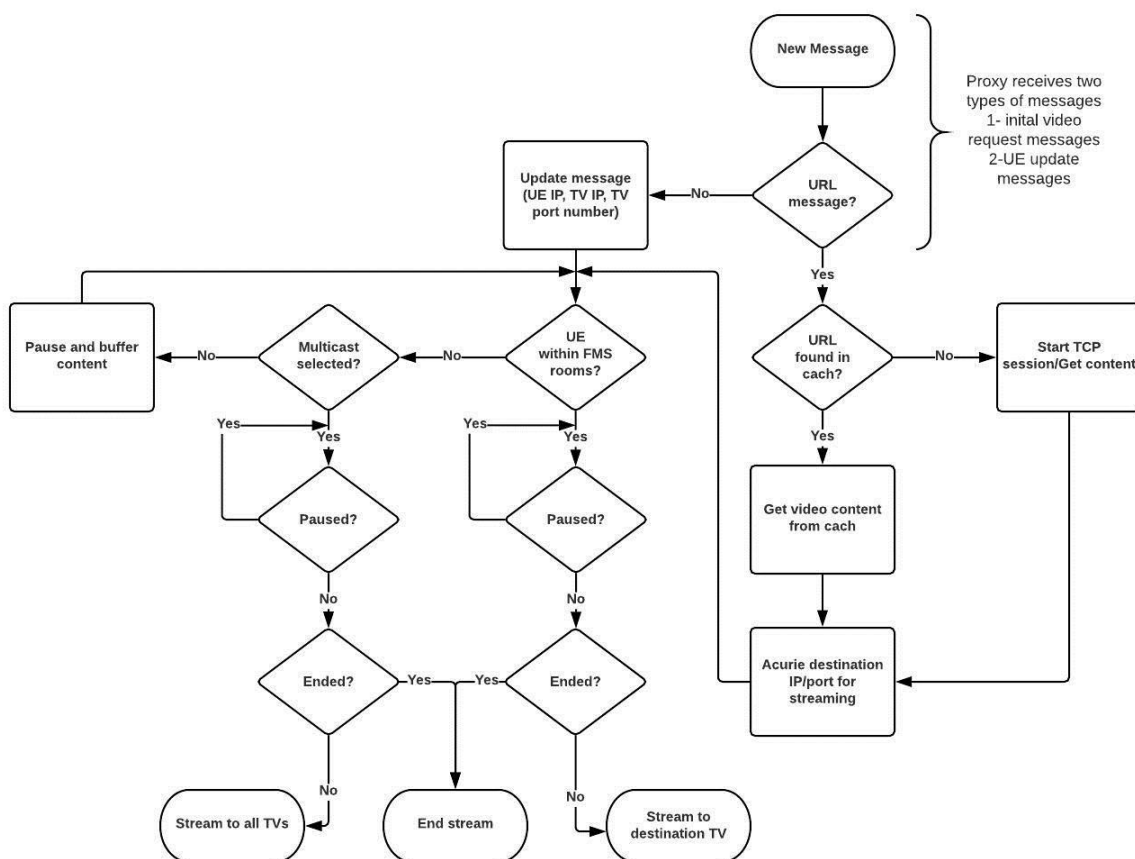 New Message
Proxy receives two
types of messages
1- inital video
request messages
2-UE update
messages
Update message
(UE IP, TV IP, TV
port number)
No
URL
message?
Yes
Pause and buffer
content
No
Multicast
selected?
No
UE
within FMS
rooms?
URL
found in
cach?
No
Start TCP
session/Get content
Yes
Yes
Yes
Yes
Yes
Paused?
Paused?
Get video content
from cach
No
No
Ended?
Yes
Yes
Ended?
Acurie destination
IP/port for
streaming
No
No
Stream to all TVs
End stream
Stream to
destination TV